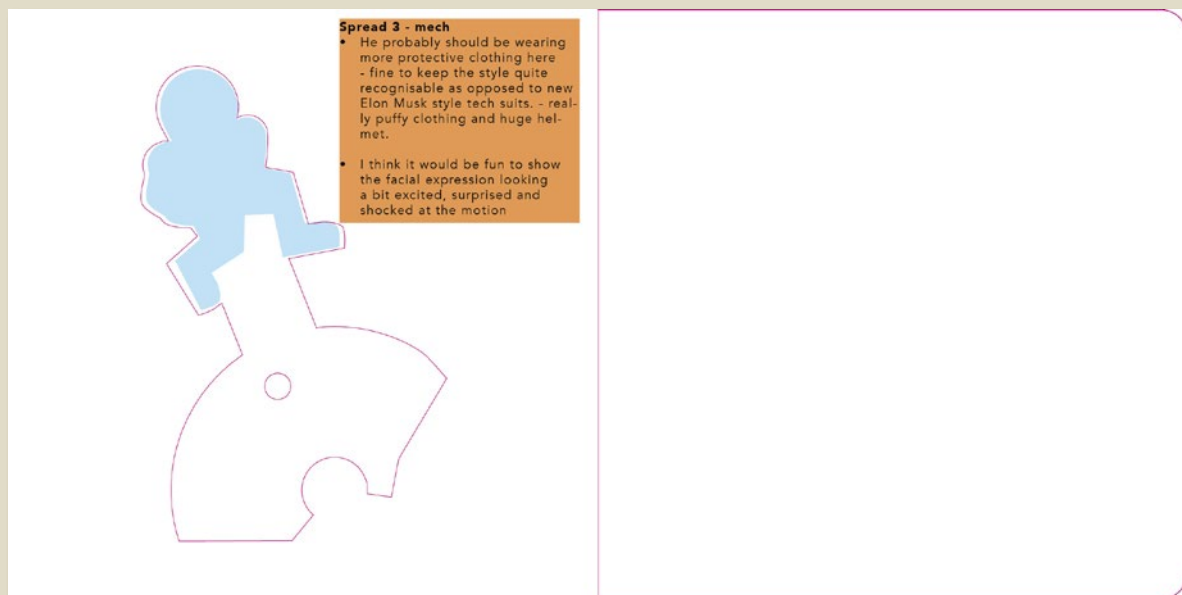 Spread 3 - mech
• He probably should be wearing
more protective clothing here
- fine to keep the style quite
recognisable as opposed to new
Elon Musk style tech suits. - real-
ly puffy clothing and huge hel-
met.
• I think it would be fun to show
the facial expression looking
a bit excited, surprised and
shocked at the motion